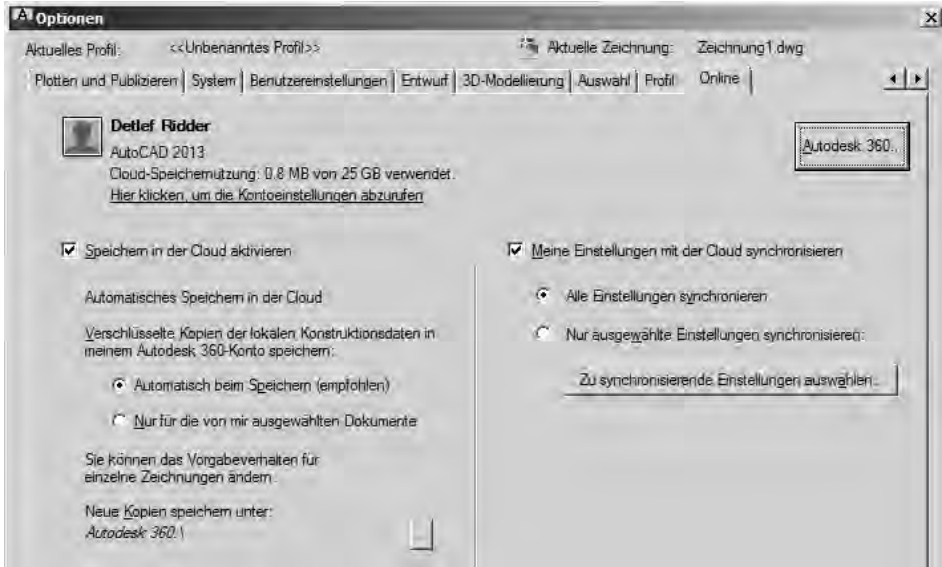 Optionen
Aktuelles Profil: <<Unbenanntes Profil>> Aktuelle Zeichnung: Zeichnung1.dwg
Plotten und Publizieren System Benutzereinstellungen Entwurf 3D-Modellierung Auswahl Profil Online
Detlef Ridder
AutoCAD 2013
Cloud-Speichernutzung: 0.8 MB von 25 GB verwendet.
Hier klicken, um die Kontoeinstellungen abzurufen
Autodesk 360..
Speichern in der Cloud aktivieren
Automatisches Speichern in der Cloud
Verschlüsselte Kopien der lokalen Konstruktionsdaten in
meinem Autodesk 360-Konto speichern:
Automatisch beim Speichern (empfohlen)
Nur für die von mir ausgewählten Dokumente
Sie können das Vorgabeverhalten für
einzelne Zeichnungen ändern.
Neue Kopien speichern unter:
Autodesk 360:\
...
Meine Einstellungen mit der Cloud synchronisieren
Alle Einstellungen synchronisieren
Nur ausgewählte Einstellungen synchronisieren:
Zu synchronisierende Einstellungen auswählen...